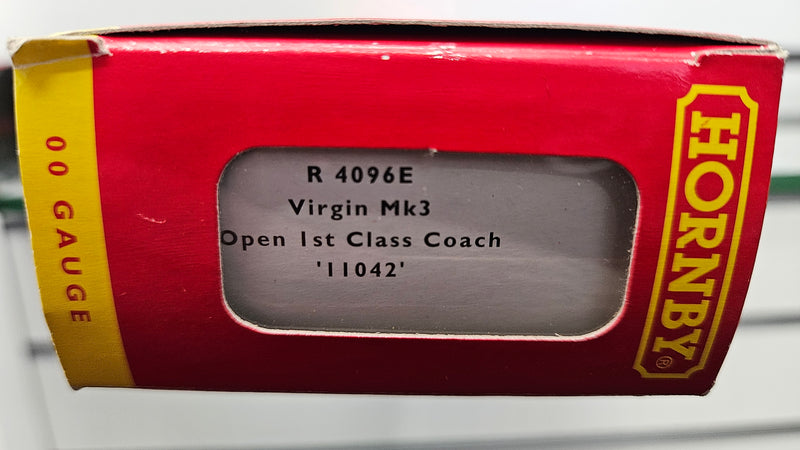 00 GAUGE
R 4096E
Virgin Mk3
Open 1st Class Coach
'11042'
HORNBY®